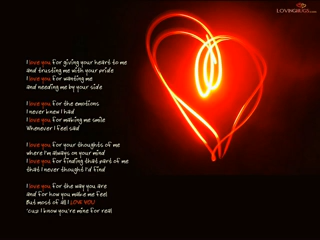 LOVINGBUGS.com
I love you for giving your heart to me
and trusting me with your pride
I love you for wanting me
and needing me by your side
I love you for the emotions
I never knew I had
I love you for making me smile
Whenever I feel sad
I love you for your thoughts of me
where I'm always on your mind
I love you for finding that part of me
that I never thought I'd find
I love you for the way you are
and for how you make me feel
But most of all I LOVE YOU
'cuz I know you're mine for real